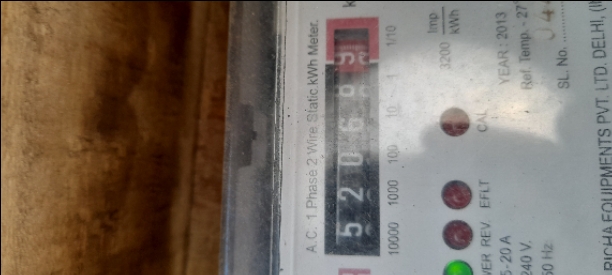 A.C. 1 Phase 2 Wire Static kWh Meter.
5 2 0 6 8 9
10000 1000 100 10 1 1/10
3200 Imp kWh
CAL
REV. EFLT
5-20 A
240 V.
50 Hz
YEAR : 2013
Ref. Temp. - 27
SL. No.
EQUIPMENTS PVT. LTD. DELHI,